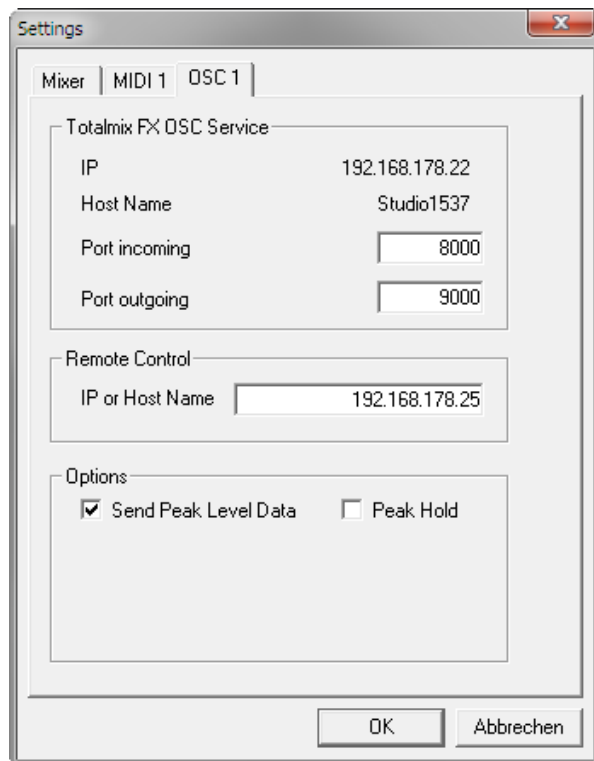 Settings
Mixer MIDI 1 OSC 1
Totalmix FX OSC Service
IP 192.168.178.22
Host Name Studio1537
Port incoming 8000
Port outgoing 9000
Remote Control
IP or Host Name 192.168.178.25
Options
Send Peak Level Data Peak Hold
OK Abbrechen